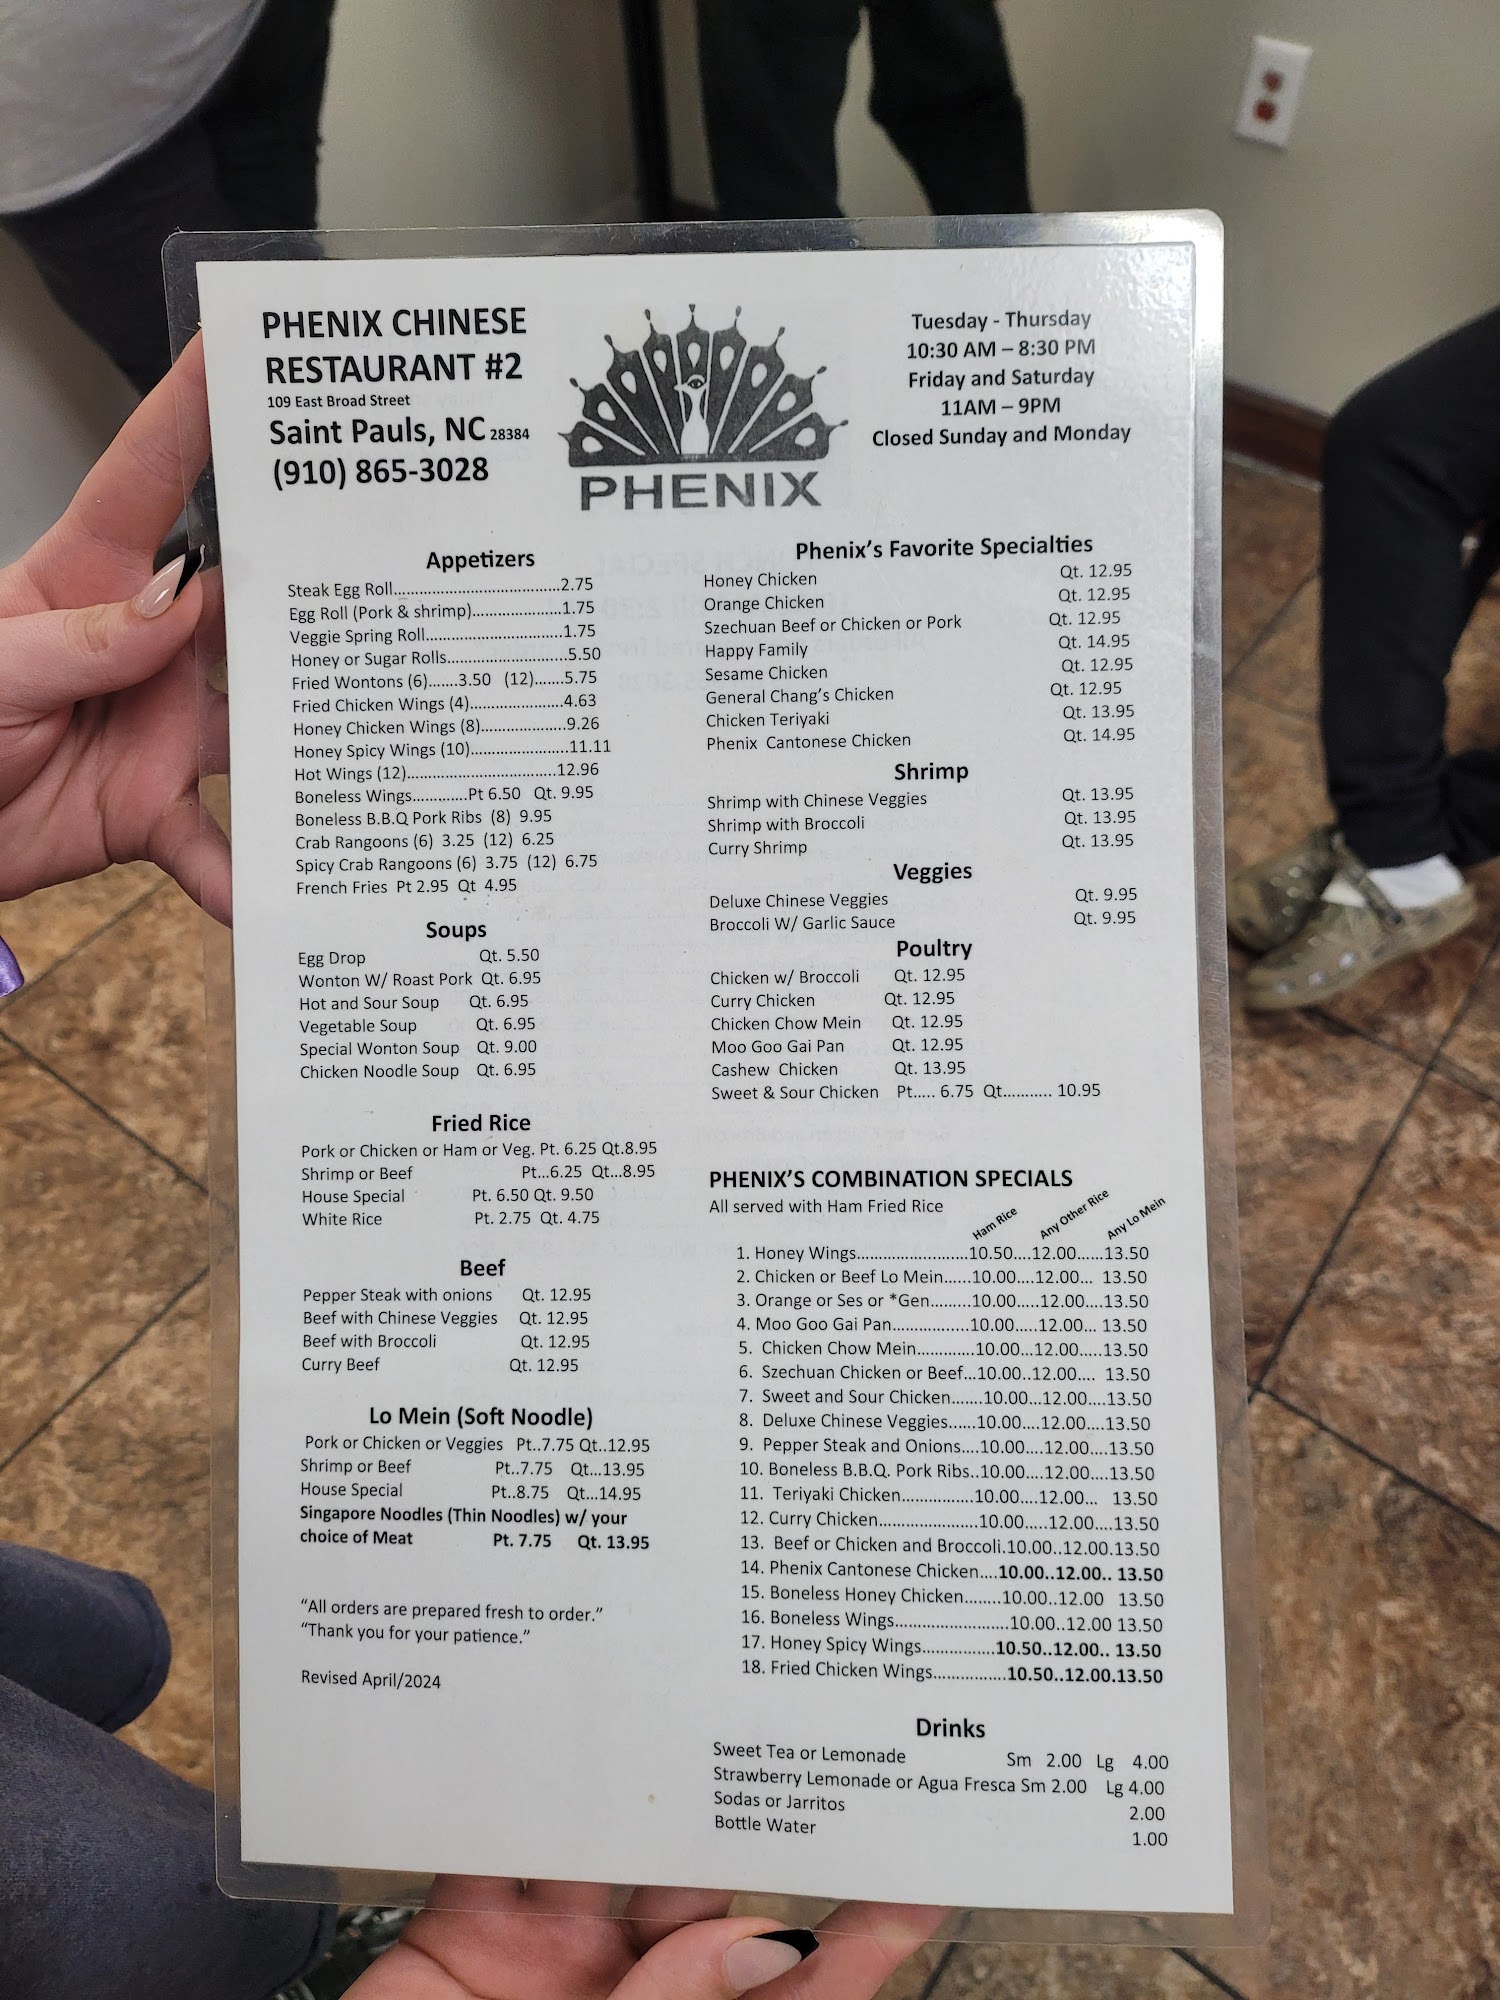 PHENIX CHINESE
RESTAURANT #2
109 East Broad Street
Saint Pauls, NC 28384
(910) 865-3028
PHENIX
Tuesday - Thursday
10:30 AM – 8:30 PM
Friday and Saturday
11AM – 9PM
Closed Sunday and Monday
Appetizers
Steak Egg Roll........................................2.75
Egg Roll (Pork & shrimp).....................1.75
Veggie Spring Roll.................................1.75
Honey or Sugar Rolls.............................5.50
Fried Wontons (6).......3.50 (12).......5.75
Fried Chicken Wings (4).......................4.63
Honey Chicken Wings (8).....................9.26
Honey Spicy Wings (10)........................11.11
Hot Wings (12)....................................12.96
Boneless Wings.............Pt 6.50 Qt. 9.95
Boneless B.B.Q Pork Ribs (8) 9.95
Crab Rangoons (6) 3.25 (12) 6.25
Spicy Crab Rangoons (6) 3.75 (12) 6.75
French Fries Pt 2.95 Qt 4.95
Soups
Egg Drop Qt. 5.50
Wonton W/ Roast Pork Qt. 6.95
Hot and Sour Soup Qt. 6.95
Vegetable Soup Qt. 6.95
Special Wonton Soup Qt. 9.00
Chicken Noodle Soup Qt. 6.95
Fried Rice
Pork or Chicken or Ham or Veg. Pt. 6.25 Qt.8.95
Shrimp or Beef Pt...6.25 Qt...8.95
House Special Pt. 6.50 Qt. 9.50
White Rice Pt. 2.75 Qt. 4.75
Beef
Pepper Steak with onions Qt. 12.95
Beef with Chinese Veggies Qt. 12.95
Beef with Broccoli Qt. 12.95
Curry Beef Qt. 12.95
Lo Mein (Soft Noodle)
Pork or Chicken or Veggies Pt..7.75 Qt..12.95
Shrimp or Beef Pt..7.75 Qt...13.95
House Special Pt..8.75 Qt...14.95
Singapore Noodles (Thin Noodles) w/ your
choice of Meat Pt. 7.75 Qt. 13.95
“All orders are prepared fresh to order.”
“Thank you for your patience.”
Revised April/2024
Phenix’s Favorite Specialties
Honey Chicken Qt. 12.95
Orange Chicken Qt. 12.95
Szechuan Beef or Chicken or Pork Qt. 12.95
Happy Family Qt. 14.95
Sesame Chicken Qt. 12.95
General Chang’s Chicken Qt. 12.95
Chicken Teriyaki Qt. 13.95
Phenix Cantonese Chicken Qt. 14.95
Shrimp
Shrimp with Chinese Veggies Qt. 13.95
Shrimp with Broccoli Qt. 13.95
Curry Shrimp Qt. 13.95
Veggies
Deluxe Chinese Veggies Qt. 9.95
Broccoli W/ Garlic Sauce Qt. 9.95
Poultry
Chicken w/ Broccoli Qt. 12.95
Curry Chicken Qt. 12.95
Chicken Chow Mein Qt. 12.95
Moo Goo Gai Pan Qt. 12.95
Cashew Chicken Qt. 13.95
Sweet & Sour Chicken Pt..... 6.75 Qt........... 10.95
PHENIX’S COMBINATION SPECIALS
All served with Ham Fried Rice
Ham Rice Any Other Rice Any Lo Mein
1. Honey Wings.........................10.50....12.00......13.50
2. Chicken or Beef Lo Mein......10.00....12.00... 13.50
3. Orange or Ses or *Gen.........10.00.....12.00....13.50
4. Moo Goo Gai Pan.................10.00.....12.00... 13.50
5. Chicken Chow Mein.............10.00...12.00.....13.50
6. Szechuan Chicken or Beef...10.00..12.00.... 13.50
7. Sweet and Sour Chicken.......10.00...12.00....13.50
8. Deluxe Chinese Veggies......10.00....12.00....13.50
9. Pepper Steak and Onions....10.00....12.00....13.50
10. Boneless B.B.Q. Pork Ribs..10.00....12.00....13.50
11. Teriyaki Chicken................10.00....12.00... 13.50
12. Curry Chicken.......................10.00.....12.00....13.50
13. Beef or Chicken and Broccoli.10.00..12.00.13.50
14. Phenix Cantonese Chicken....10.00..12.00.. 13.50
15. Boneless Honey Chicken........10.00..12.00 13.50
16. Boneless Wings..........................10.00..12.00 13.50
17. Honey Spicy Wings.................10.50..12.00.. 13.50
18. Fried Chicken Wings................10.50..12.00.13.50
Drinks
Sweet Tea or Lemonade Sm 2.00 Lg 4.00
Strawberry Lemonade or Agua Fresca Sm 2.00 Lg 4.00
Sodas or Jarritos 2.00
Bottle Water 1.00